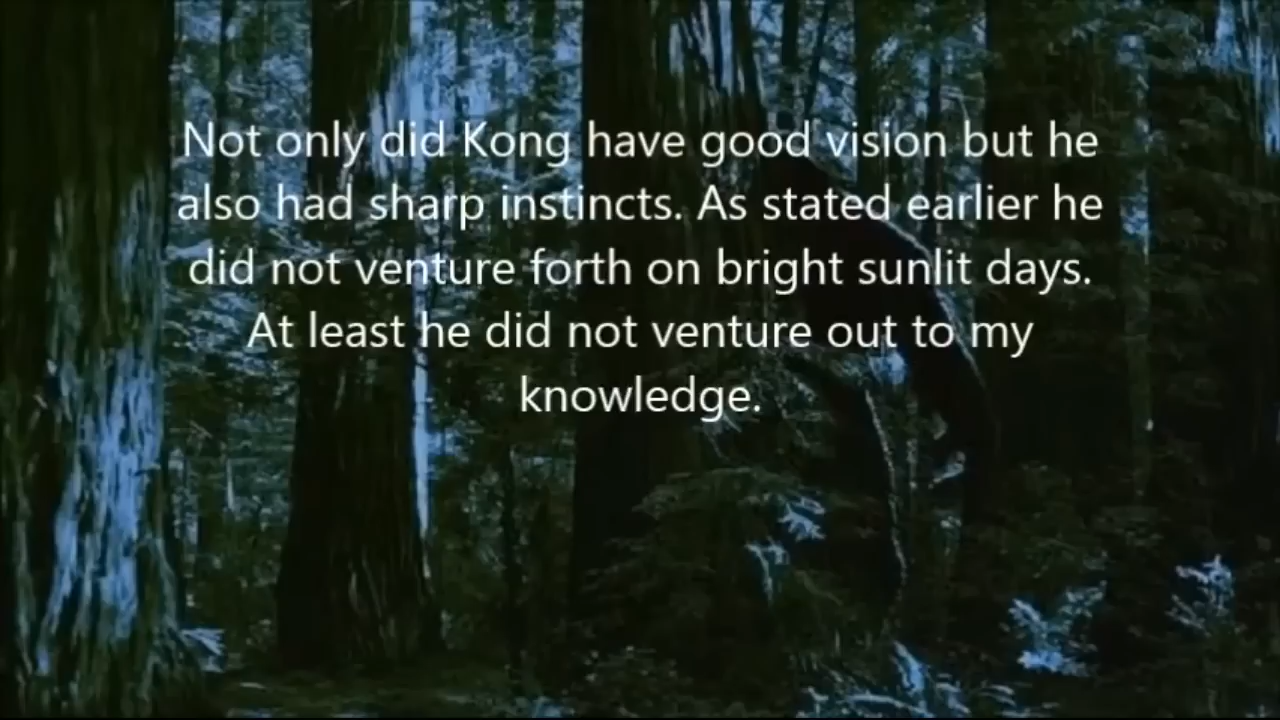 Not only did Kong have good vision but he
also had sharp instincts. As stated earlier he
did not venture forth on bright sunlit days.
At least he did not venture out to my
knowledge.